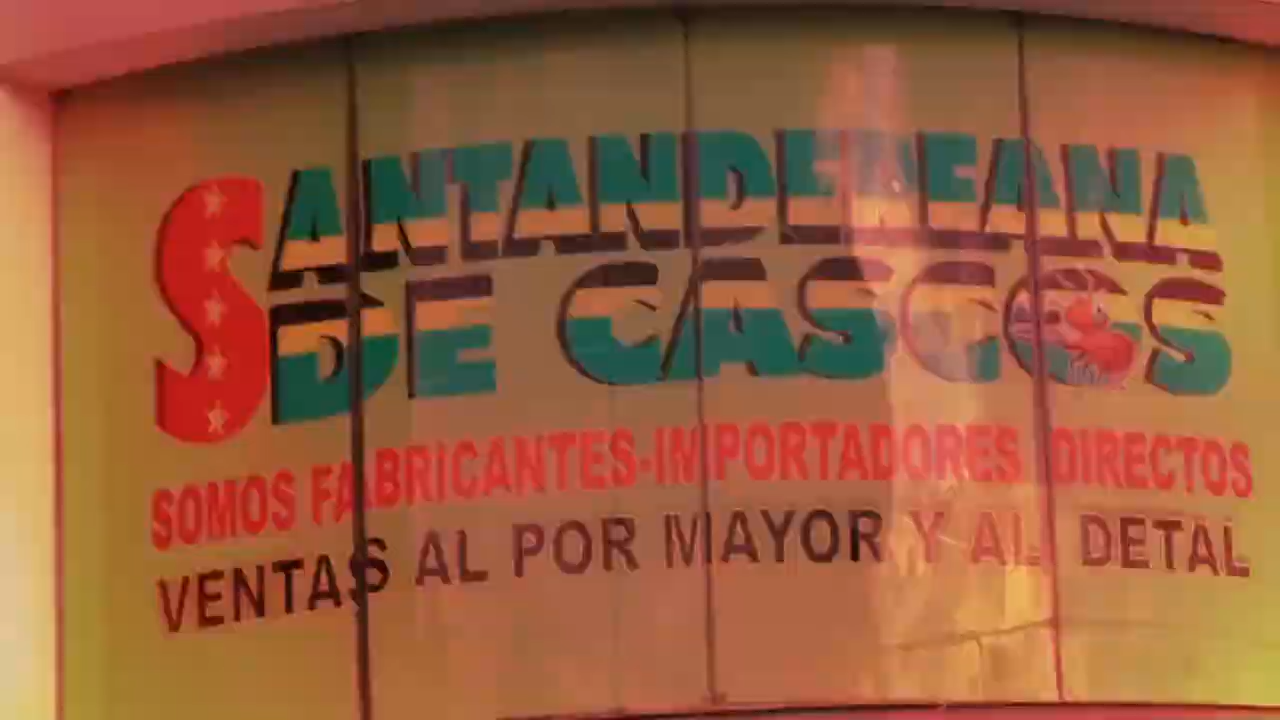 SANTANDEREANA
DE CASCOS
SOMOS FABRICANTES-IMPORTADORES DIRECTOS
VENTAS AL POR MAYOR Y AL DETAL